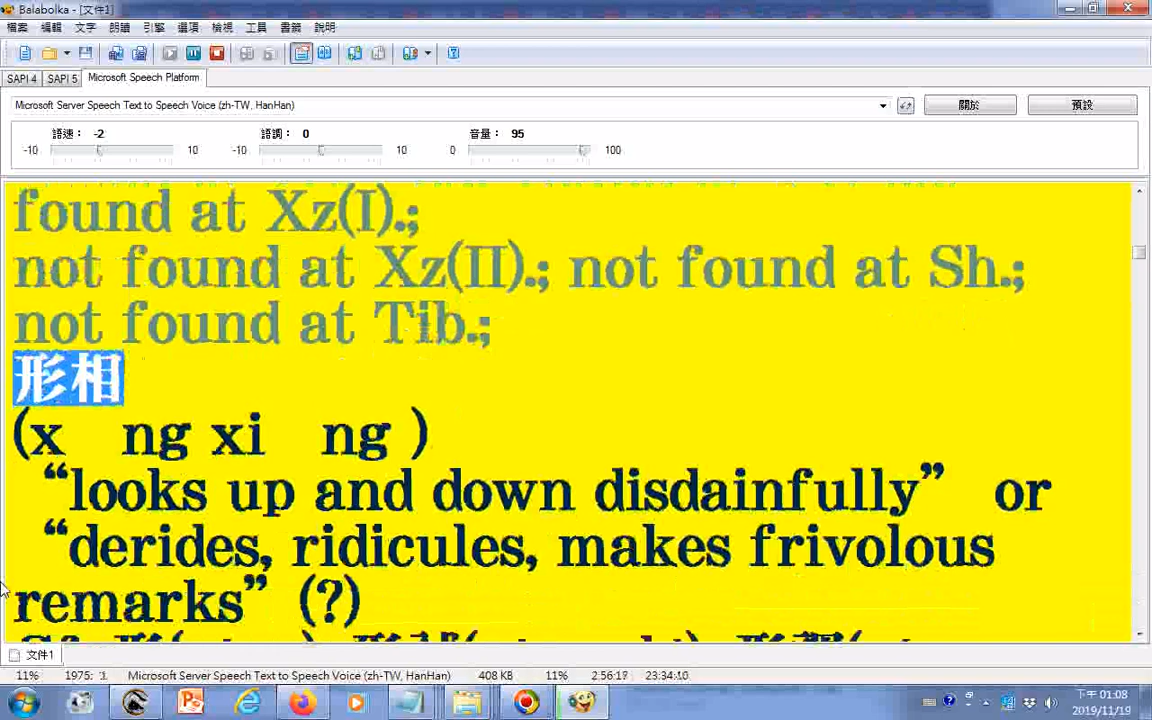 Balabolka - [文件1]
檔案 編輯 文字 朗讀 引擎 選項 檢視 工具 書籤 說明
SAPI 4 SAPI 5 Microsoft Speech Platform
Microsoft Server Speech Text to Speech Voice (zh-TW, HanHan)
關於 預設
語速： -2 語調： 0 音量： 95
-10 10 -10 10 0 100
found at Xz(I).;
not found at Xz(II).; not found at Sh.;
not found at Tib.;
形相
(x ng xi ng )
“looks up and down disdainfully” or
“derides, ridicules, makes frivolous
remarks” (?)
文件1
11% 1975: 1 Microsoft Server Speech Text to Speech Voice (zh-TW, HanHan) 408 KB 11% 2:56:17 23:34:10
下午 01:08
2019/11/19